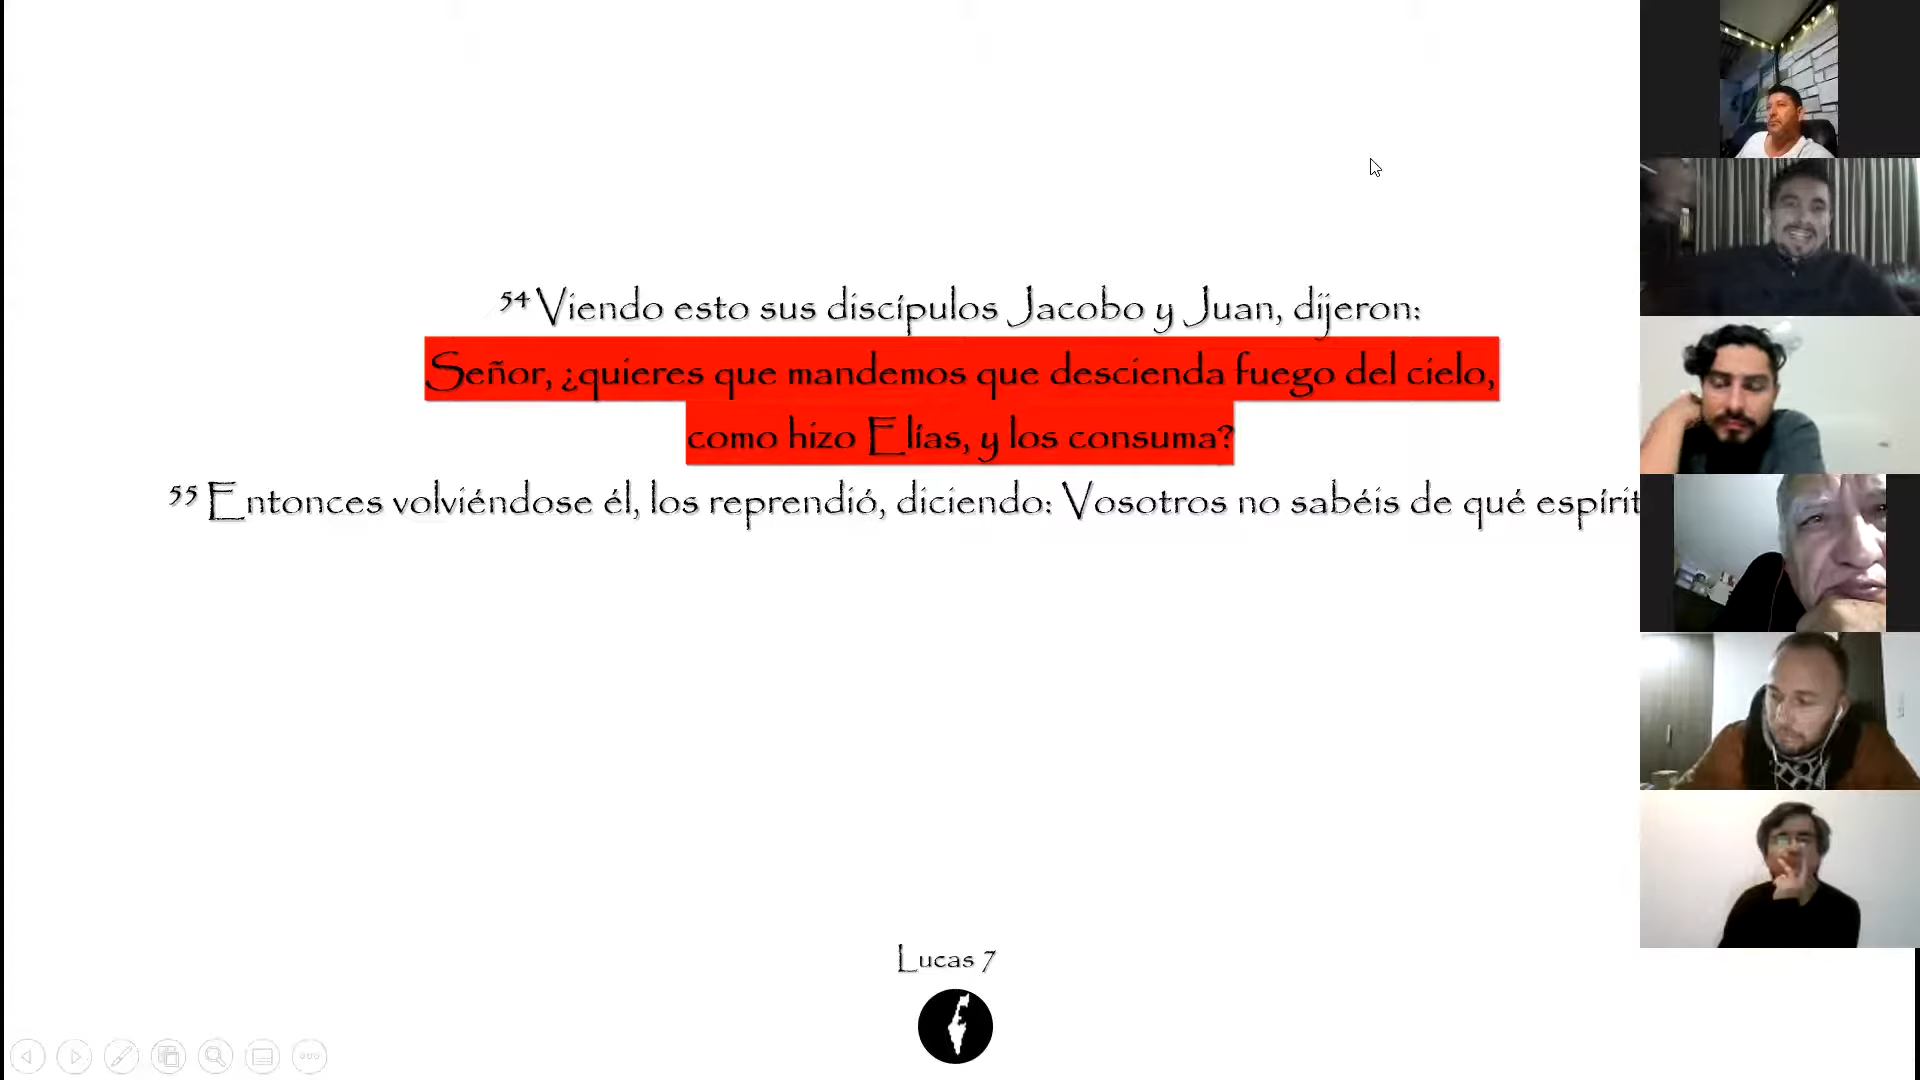 54 Viendo esto sus discípulos Jacobo y Juan, dijeron:
Señor, ¿quieres que mandemos que descienda fuego del cielo,
como hizo Elías, y los consuma?
55 Entonces volviéndose él, los reprendió, diciendo: Vosotros no sabéis de qué espírit
Lucas 7